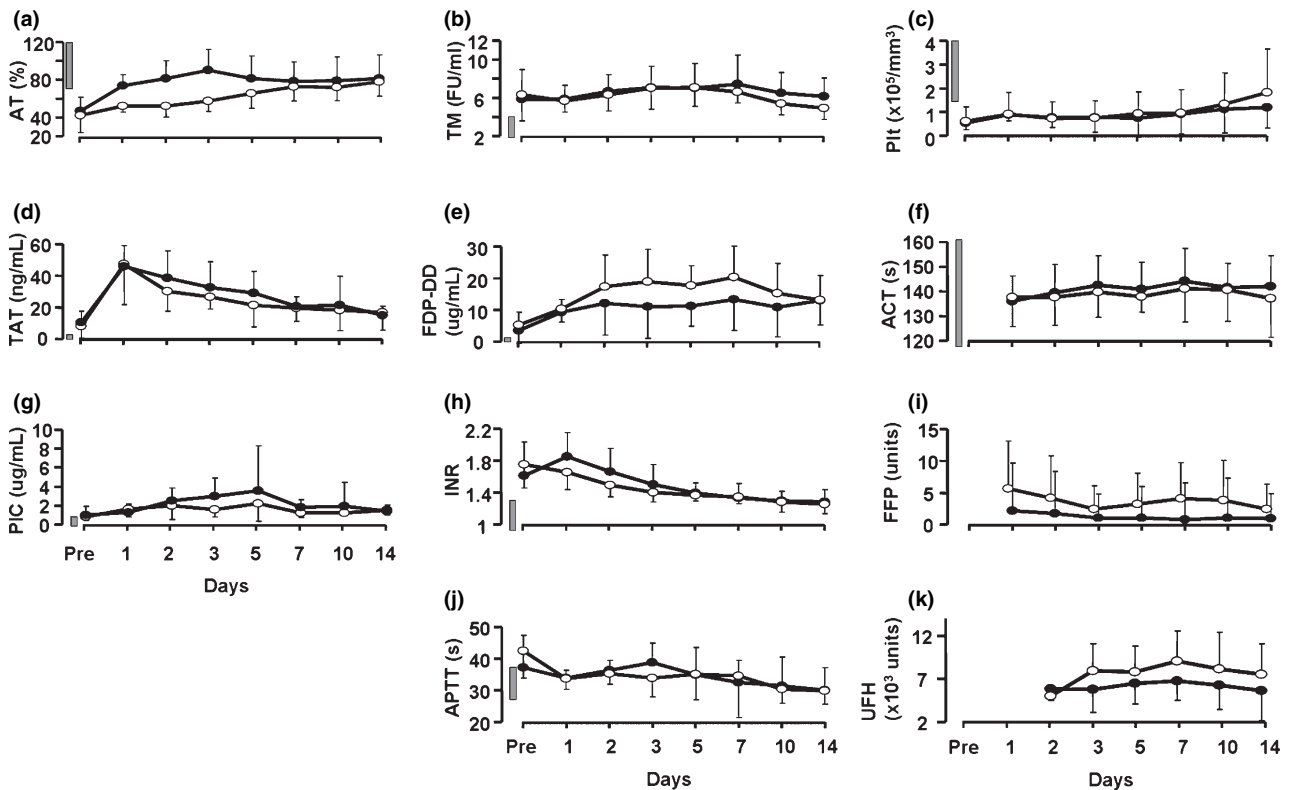 (a)
AT (%)
120
80
40
20
(b)
TM (FU/ml)
12
10
8
6
4
2
(c)
Plt (x10⁵/mm³)
4
3
2
1
0
(d)
TAT (ng/mL)
60
40
20
0
(e)
FDP-DD
(ug/mL)
30
20
10
0
(f)
ACT (s)
160
150
140
130
120
(g)
PIC (ug/mL)
10
8
6
4
2
0
Pre 1 2 3 5 7 10 14
Days
(h)
INR
2.2
1.8
1.4
1
(i)
FFP (units)
15
10
5
0
(j)
APTT (s)
50
40
30
20
Pre 1 2 3 5 7 10 14
Days
(k)
UFH
(x10³ units)
12
7
2
Pre 1 2 3 5 7 10 14
Days